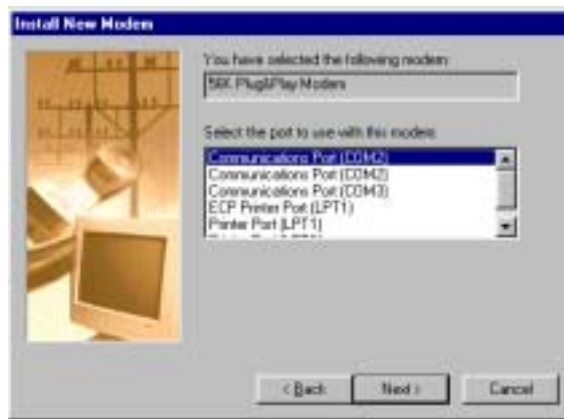 Install New Modem
You have selected the following modem:
56K Plug&Play Modem
Select the port to use with this modem:
Communications Port (COM2)
Communications Port (COM2)
Communications Port (COM3)
ECP Printer Port (LPT1)
Printer Port (LPT1)
< Back
Next >
Cancel